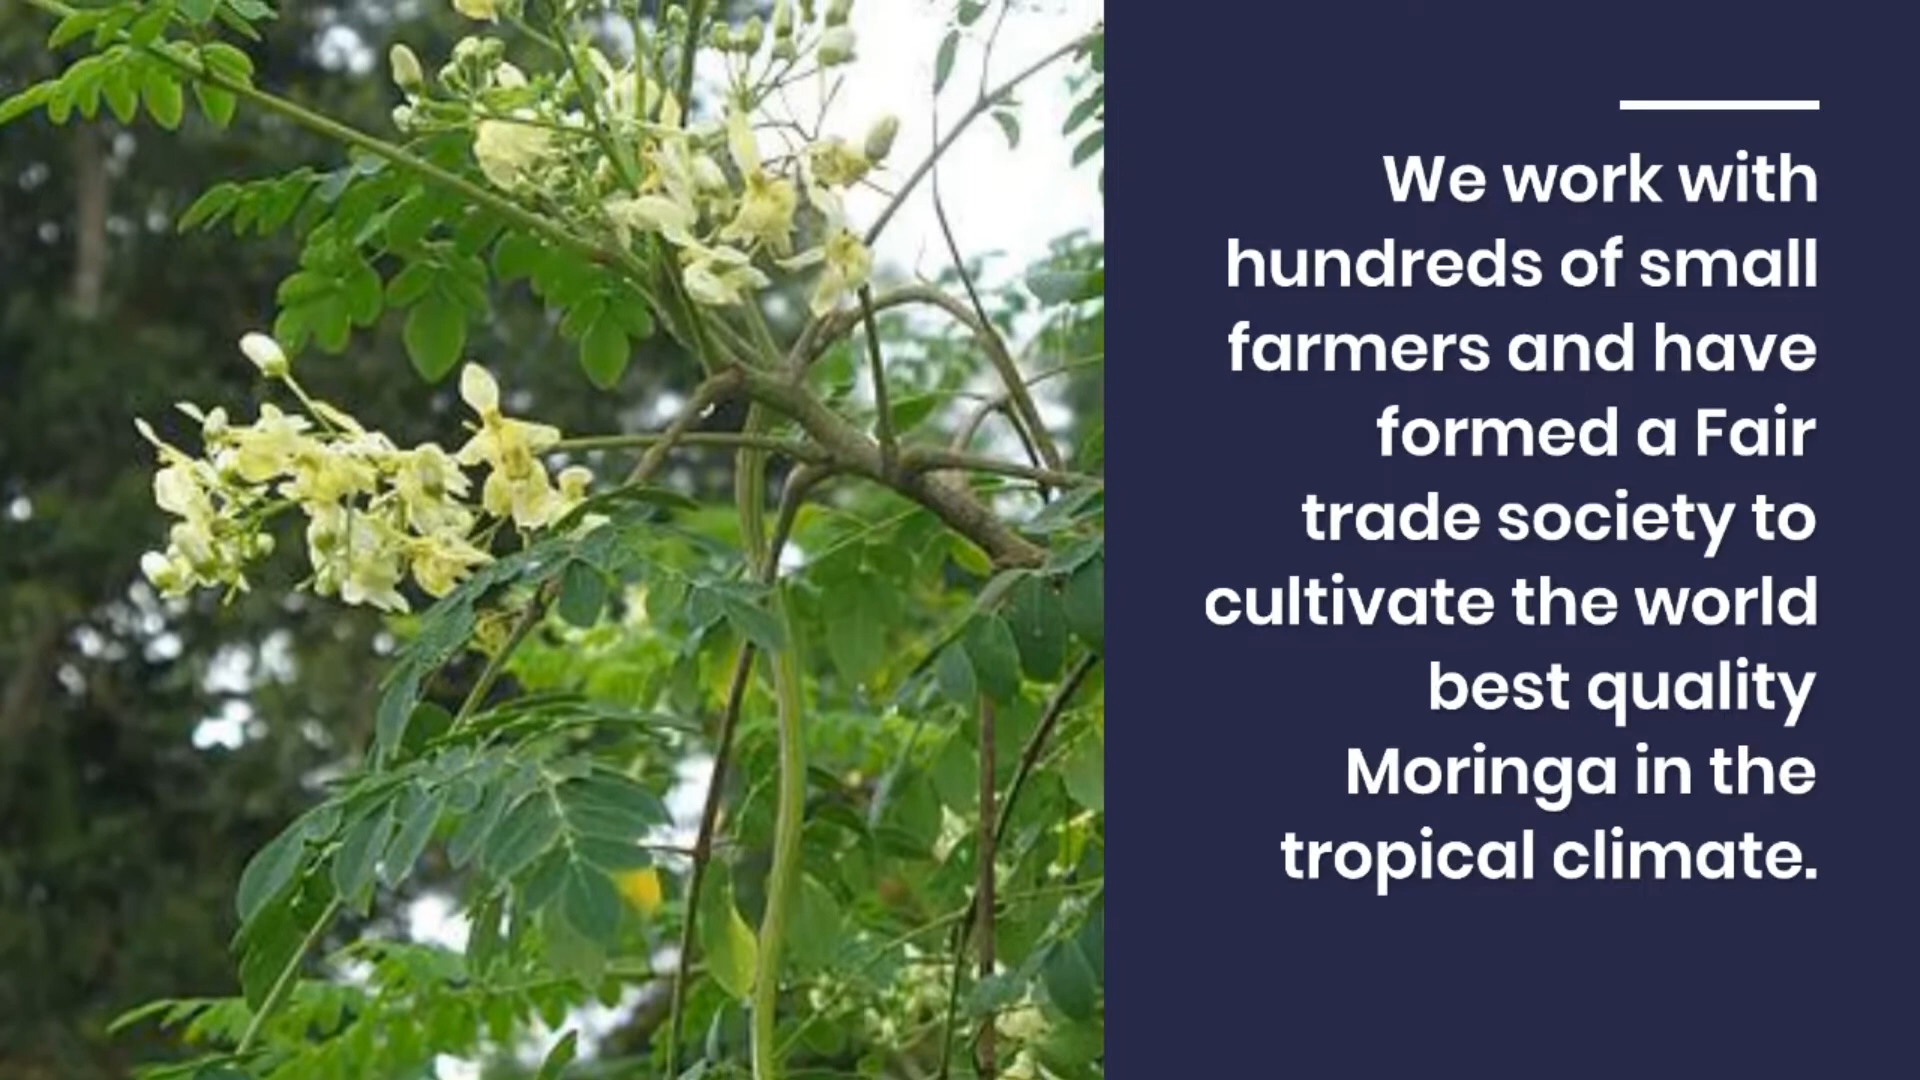 We work with
hundreds of small
farmers and have
formed a Fair
trade society to
cultivate the world
best quality
Moringa in the
tropical climate.